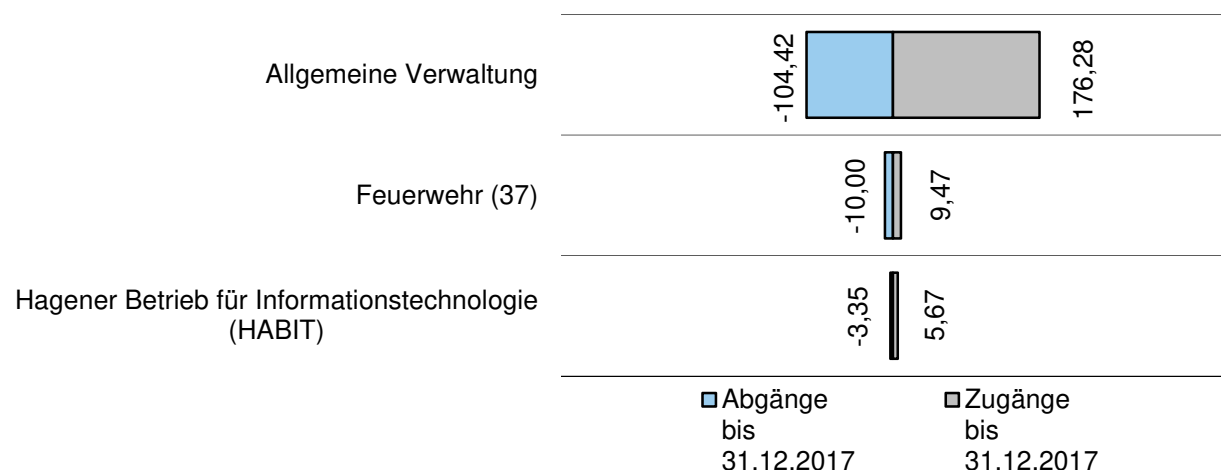 Allgemeine Verwaltung
-104,42
176,28
Feuerwehr (37)
-10,00
9,47
Hagener Betrieb für Informationstechnologie
(HABIT)
-3,35
5,67
Abgänge
bis
31.12.2017
Zugänge
bis
31.12.2017